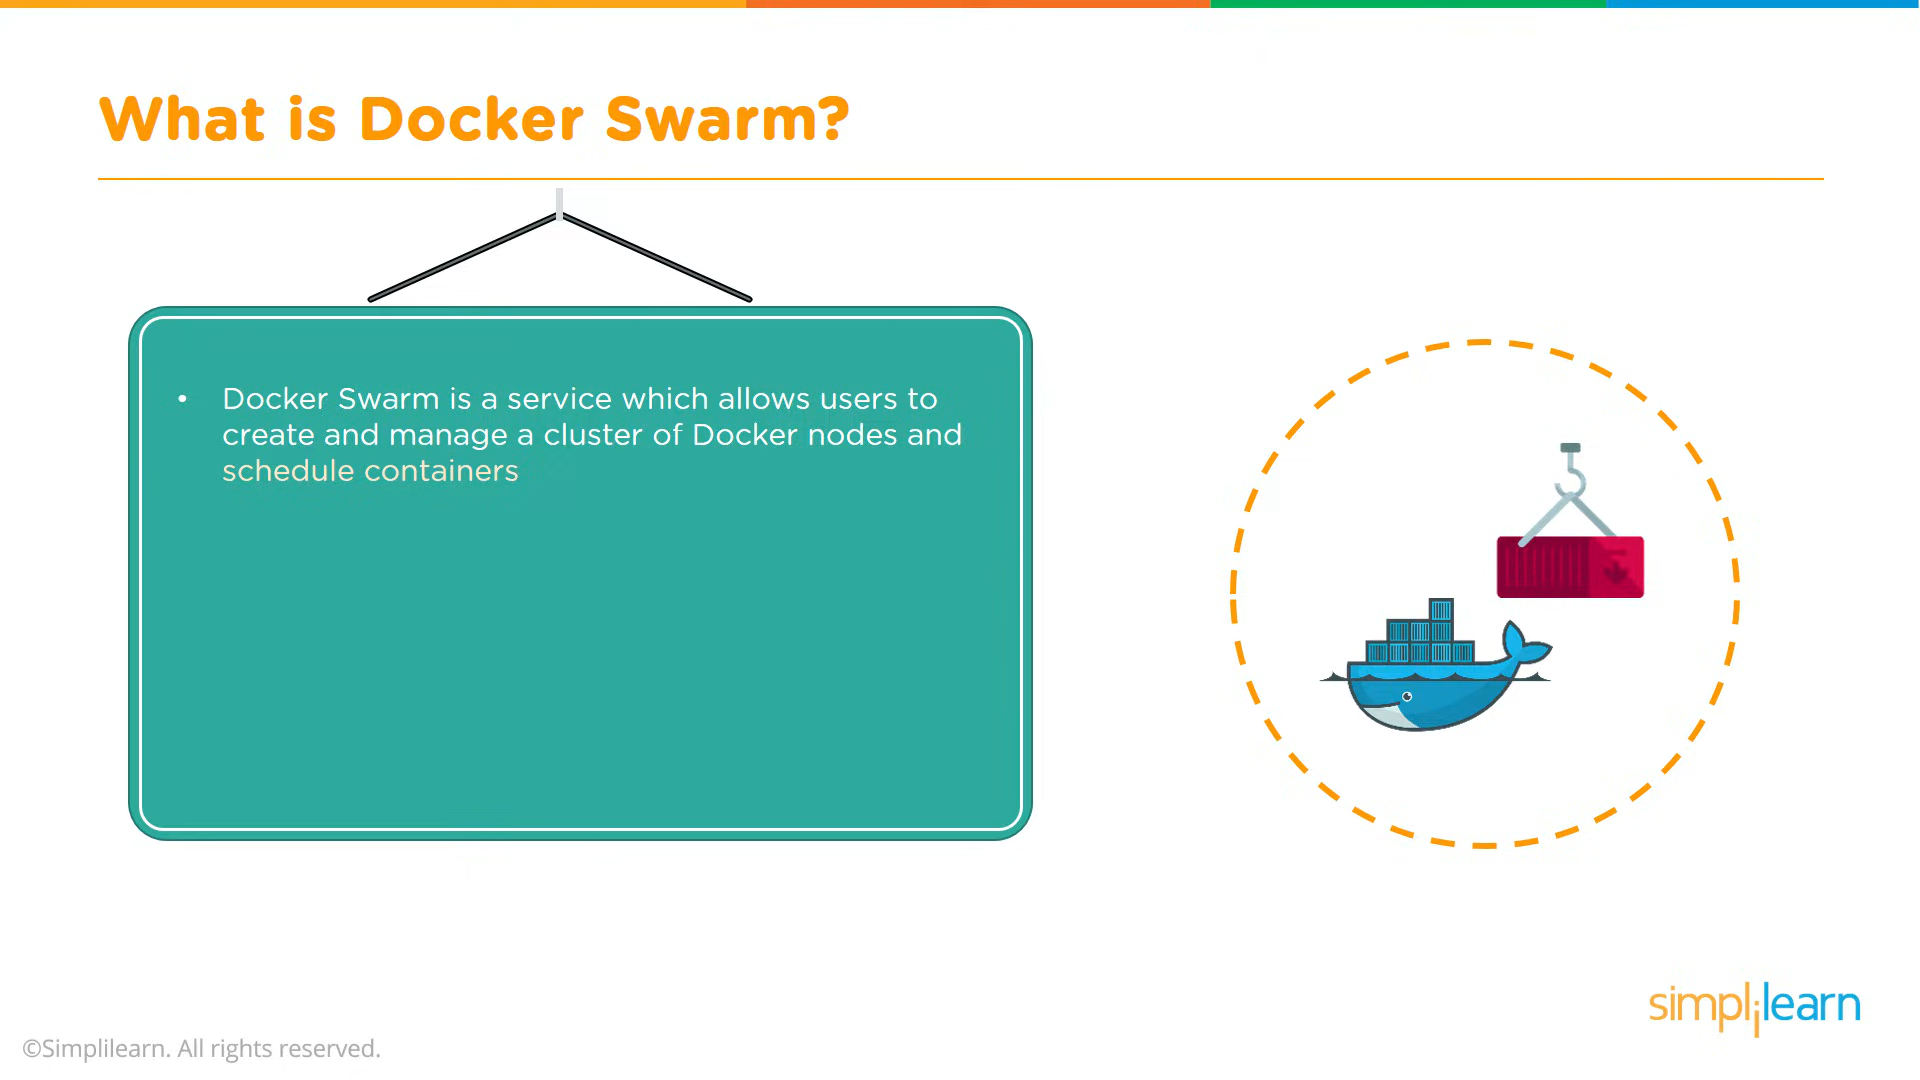 What is Docker Swarm?
• Docker Swarm is a service which allows users to
create and manage a cluster of Docker nodes and
schedule containers
simplilearn
©Simplilearn. All rights reserved.